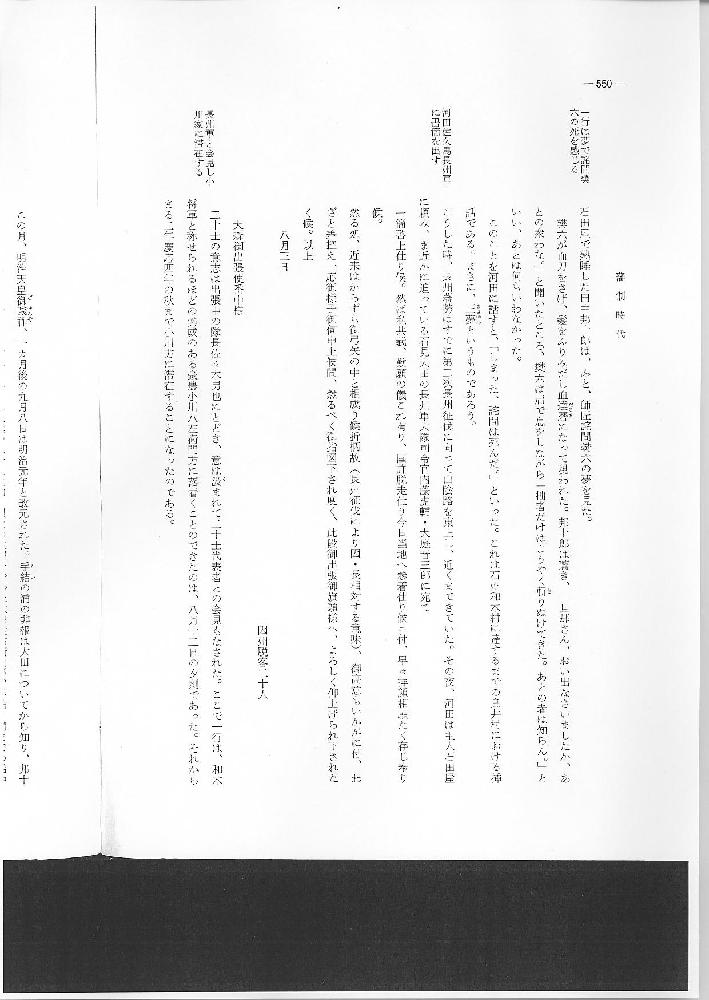 ― 550 ―
藩制時代
一行は夢で詫間樊
六の死を感じる
石田屋で熟睡した田中邦十郎は、ふと、師匠詫間樊六の夢を見た。
樊六が血刀をさげ、髪をふりみだし血達磨になって現われた。邦十郎は驚き、「旦那さん、おい出なさいましたか、あ
との衆わな。」と聞いたところ、樊六は肩で息をしながら「拙者だけはようやく斬りぬけてきた。あとの者は知らん。」と
いい、あとは何もいわなかった。
このことを河田に話すと、「しまった、詫間は死んだ。」といった。これは石州和木村に達するまでの鳥井村における挿
話である。まさに、正夢というものであろう。
河田佐久馬長州軍
に書簡を出す
こうした時、長州藩勢はすでに第二次長州征伐に向って山陰路を東上し、近くまできていた。その夜、河田は主人石田屋
に頼み、ま近かに迫っている石見大田の長州軍大隊司令官内藤虎輔・大庭音三郎に宛て
一簡啓上仕り候。然ば私共義、歎願の儀これ有り、国許脱走仕り今日当地へ参着仕り候ニ付、早々拝顔相願たく存じ奉り
候。
然る処、近来はからずも御弓矢の中と相成り候折柄故（長州征伐により因・長相対する意味）、御高意もいかがに付、わ
ざと差控え一応御様子御伺申上候間、然るべく御指図下され度く、此段御出張御旗頭様へ、よろしく仰上げられ下された
く候。以上
八月三日
因州脱客二十人
大森御出張使番中様
長州軍と会見し小
川家に滞在する
二十士の意志は出張中の隊長佐々木男也にとどき、意は汲まれて二十士代表者との会見もなされた。ここで一行は、和木
将軍と称せられるほどの勢威のある豪農小川八左衛門方に落着くことのできたのは、八月十二日の夕刻であった。それから
まる二年慶応四年の秋まで小川方に滞在することになったのである。
この月、明治天皇御践祚、一カ月後の九月八日は明治元年と改元された。手結の浦の非報は太田についてから知り、邦十